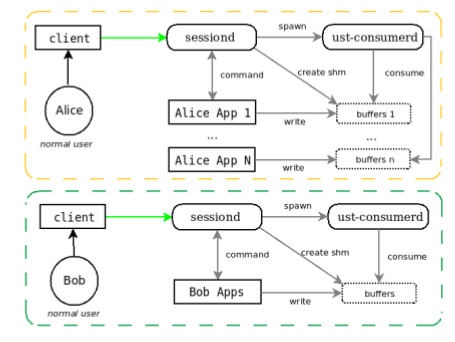 client
sessiond
spawn
ust-consumerd
command
create shm
consume
Alice
normal user
Alice App 1
write
buffers 1
...
...
Alice App N
write
buffers n
client
sessiond
spawn
ust-consumerd
command
create shm
consume
Bob
normal user
Bob Apps
write
buffers